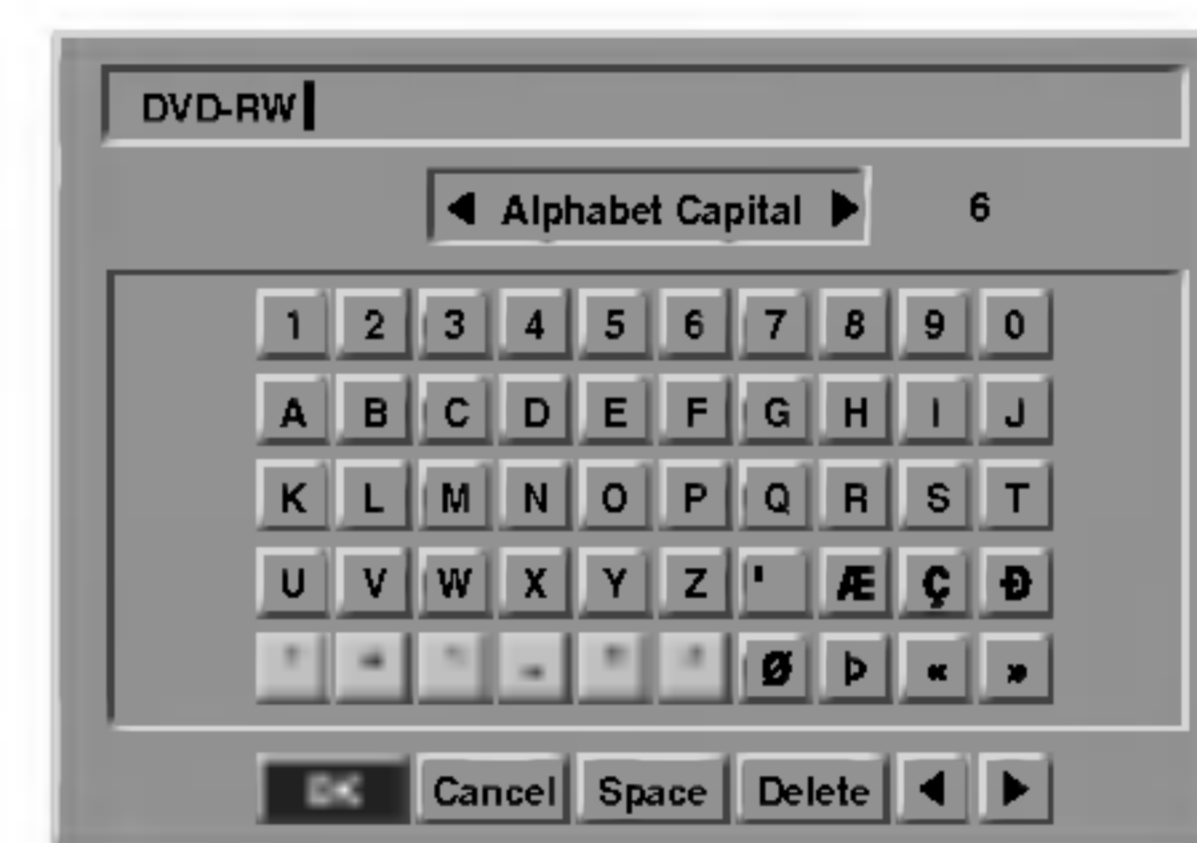 DVD-RW
Alphabet Capital 6
1 2 3 4 5 6 7 8 9 0
A B C D E F G H I J
K L M N O P Q R S T
U V W X Y Z ' Æ Ç Ð
Ø Þ « »
Cancel Space Delete